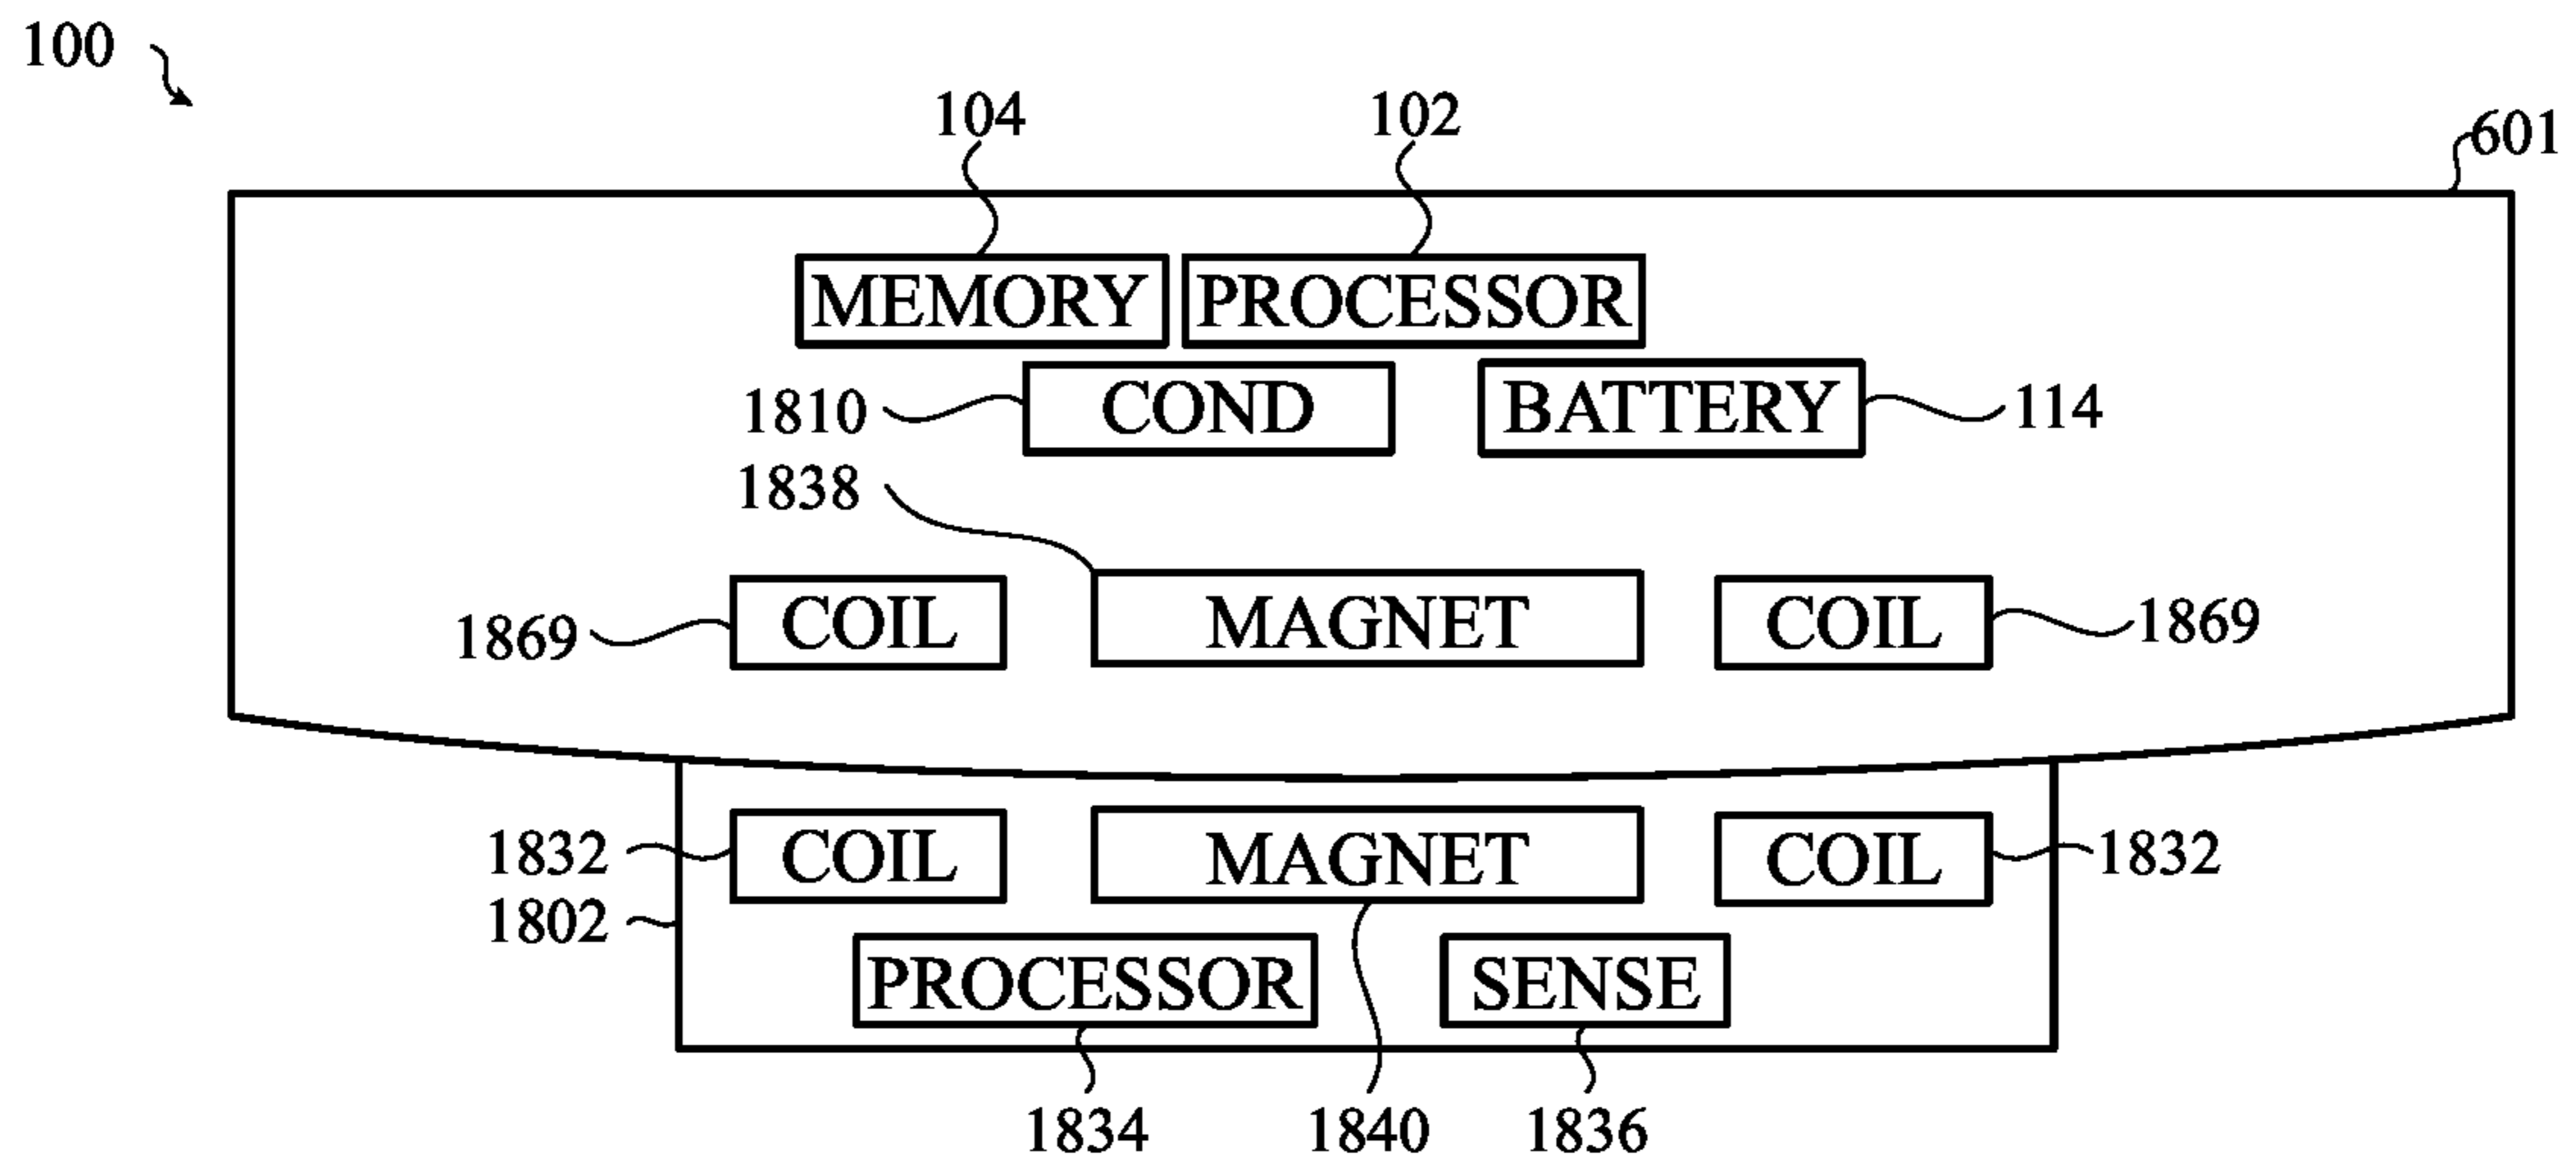 100
104 102
601
MEMORY PROCESSOR
1810 COND BATTERY 114
1838
1869 COIL MAGNET COIL 1869
1832 COIL MAGNET COIL 1832
1802
PROCESSOR SENSE
1834 1840 1836